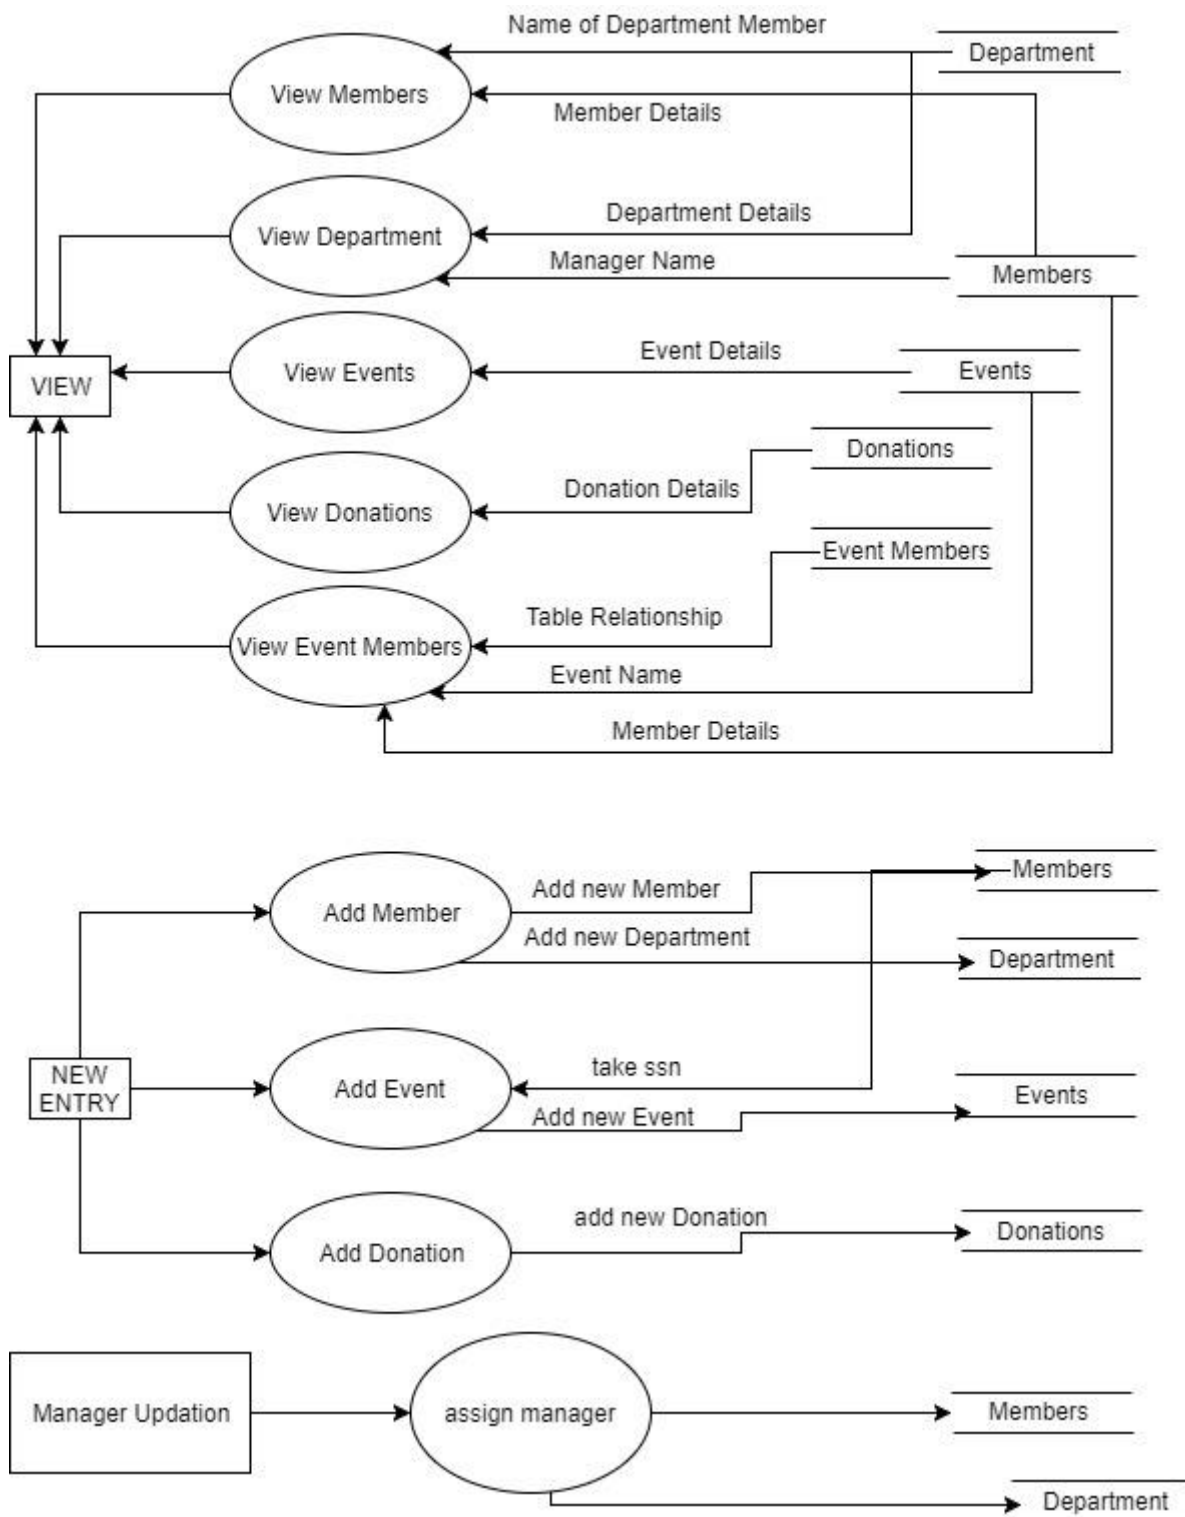 Name of Department Member
Department
View Members
Member Details
Department Details
View Department
Manager Name
Members
Event Details
Events
View Events
VIEW
Donations
Donation Details
View Donations
Event Members
Table Relationship
View Event Members
Event Name
Member Details
Members
Add new Member
Add Member
Add new Department
Department
take ssn
NEW
ENTRY
Add Event
Events
Add new Event
add new Donation
Donations
Add Donation
Manager Updation
assign manager
Members
Department